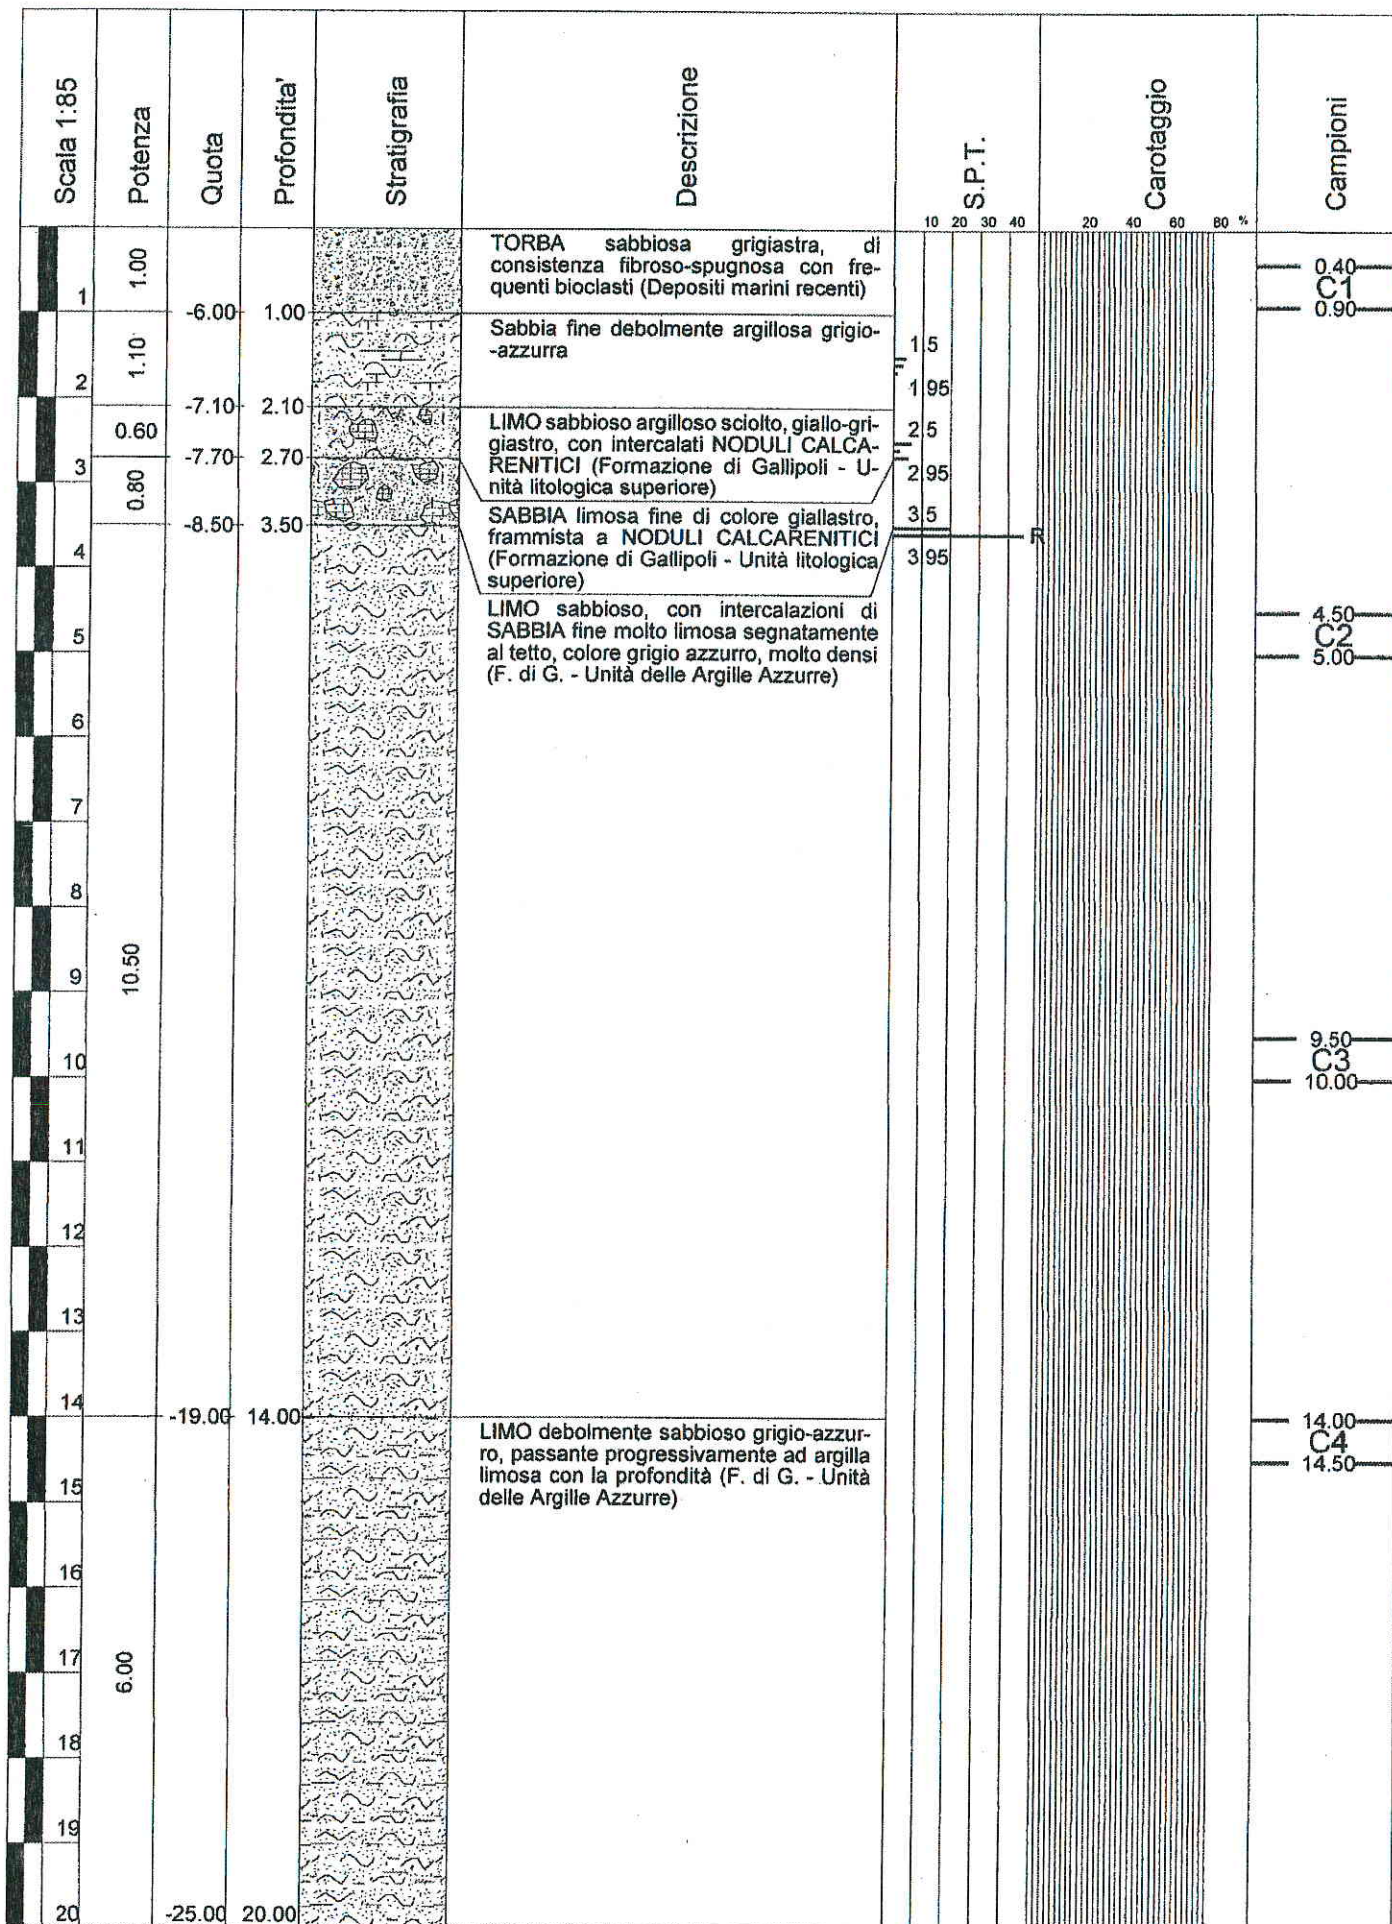 Scala 1:85
Potenza
Quota
Profondita'
Stratigrafia
Descrizione
S.P.T.
Carotaggio
Campioni
10 20 30 40
20 40 60 80 %
1.00
TORBA sabbiosa grigiastra, di
consistenza fibroso-spugnosa con fre-
quenti bioclasti (Depositi marini recenti)
0.40
C1
0.90
1
-6.00 1.00
1.10
Sabbia fine debolmente argillosa grigio-
-azzurra
1.5
1.95
2
-7.10 2.10
0.60
LIMO sabbioso argilloso sciolto, giallo-gri-
giastro, con intercalati NODULI CALCA-
RENITICI (Formazione di Gallipoli - U-
nità litologica superiore)
2.5
2.95
3
-7.70 2.70
0.80
SABBIA limosa fine di colore giallastro,
frammista a NODULI CALCARENITICI
(Formazione di Gallipoli - Unità litologica
superiore)
3.5
R
3.95
-8.50 3.50
4
LIMO sabbioso, con intercalazioni di
SABBIA fine molto limosa segnatamente
al tetto, colore grigio azzurro, molto densi
(F. di G. - Unità delle Argille Azzurre)
4.50
C2
5.00
5
6
7
8
9
10.50
9.50
C3
10.00
10
11
12
13
14
-19.00 14.00
LIMO debolmente sabbioso grigio-azzur-
ro, passante progressivamente ad argilla
limosa con la profondità (F. di G. - Unità
delle Argille Azzurre)
14.00
C4
14.50
15
16
17
6.00
18
19
20
-25.00 20.00